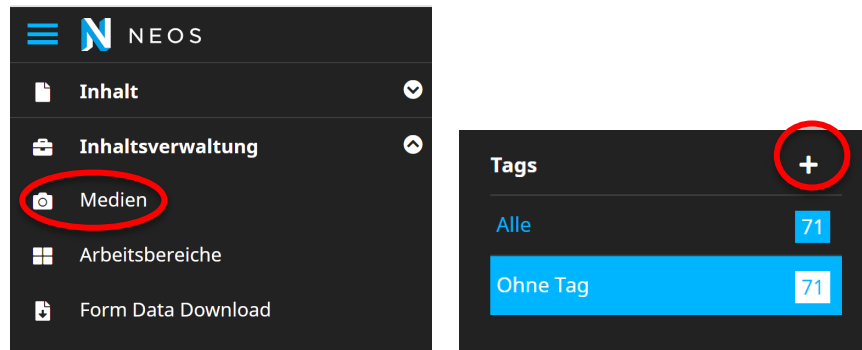 NEOS
Inhalt
Inhaltsverwaltung
Medien
Arbeitsbereiche
Form Data Download
Tags +
Alle 71
Ohne Tag 71